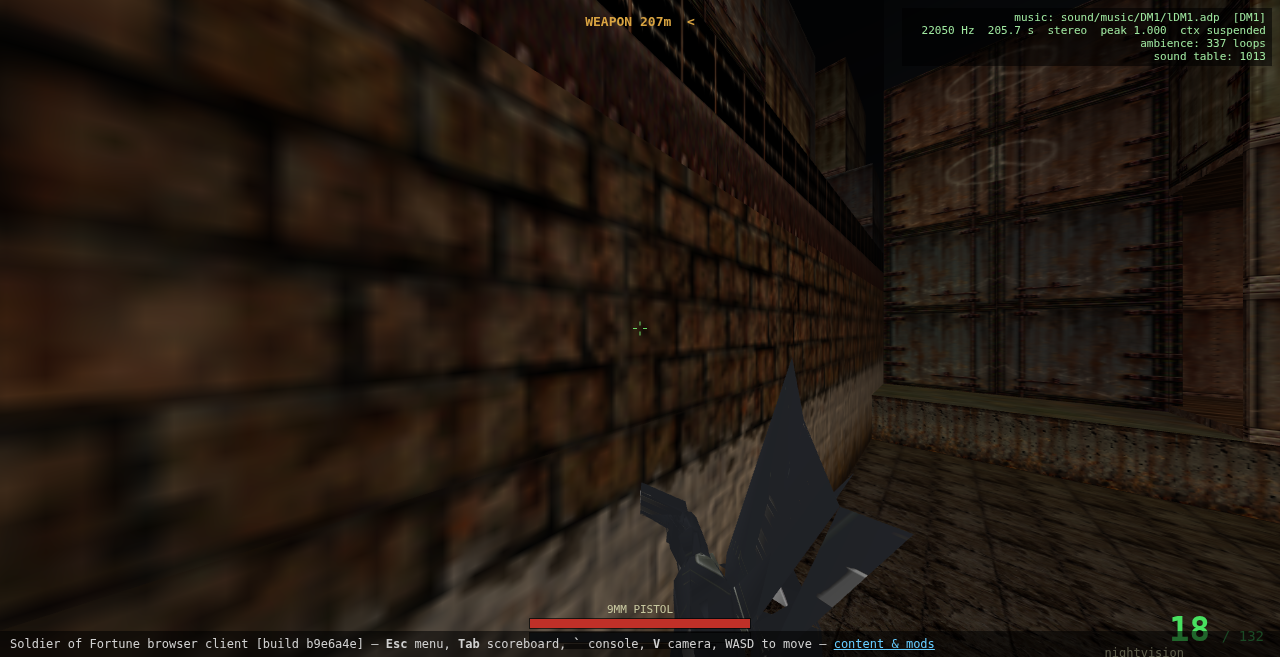 WEAPON 207m <
music: sound/music/DM1/lDM1.adp [DM1]
22050 Hz 205.7 s stereo peak 1.000 ctx suspended
ambience: 337 loops
sound table: 1013
9MM PISTOL
18 / 132
Soldier of Fortune browser client [build b9e6a4e] — Esc menu, Tab scoreboard, ` console, V camera, WASD to move — content & mods
nightvision